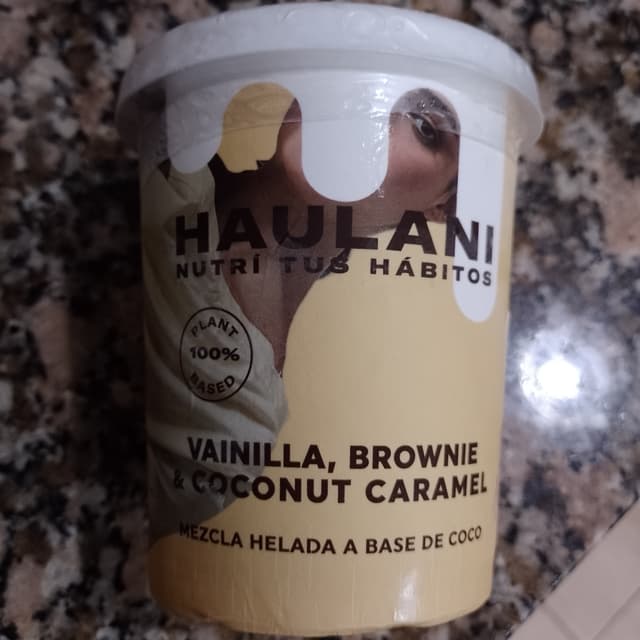 HAULANI
NUTRÍ TUS HÁBITOS
PLANT
100%
BASED
VAINILLA, BROWNIE
& COCONUT CARAMEL
MEZCLA HELADA A BASE DE COCO